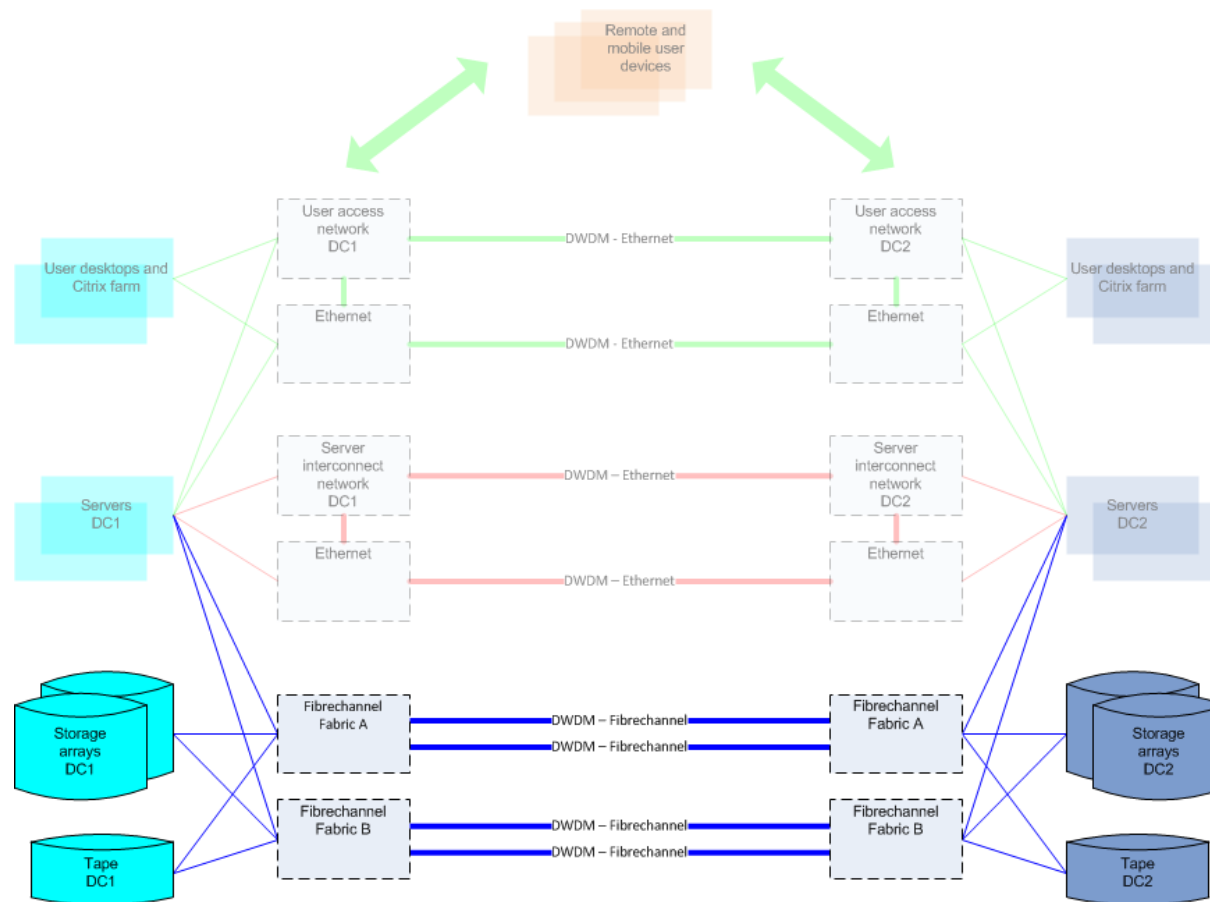 Remote and
mobile user
devices
User access
network
DC1
DWDM - Ethernet
User access
network
DC2
User desktops and
Citrix farm
User desktops and
Citrix farm
Ethernet
DWDM - Ethernet
Ethernet
Server
interconnect
network
DC1
DWDM – Ethernet
Server
interconnect
network
DC2
Servers
DC1
Servers
DC2
Ethernet
DWDM – Ethernet
Ethernet
Storage
arrays
DC1
Fibrechannel
Fabric A
DWDM – Fibrechannel
DWDM – Fibrechannel
Fibrechannel
Fabric A
Storage
arrays
DC2
Fibrechannel
Fabric B
DWDM – Fibrechannel
DWDM – Fibrechannel
Fibrechannel
Fabric B
Tape
DC1
Tape
DC2